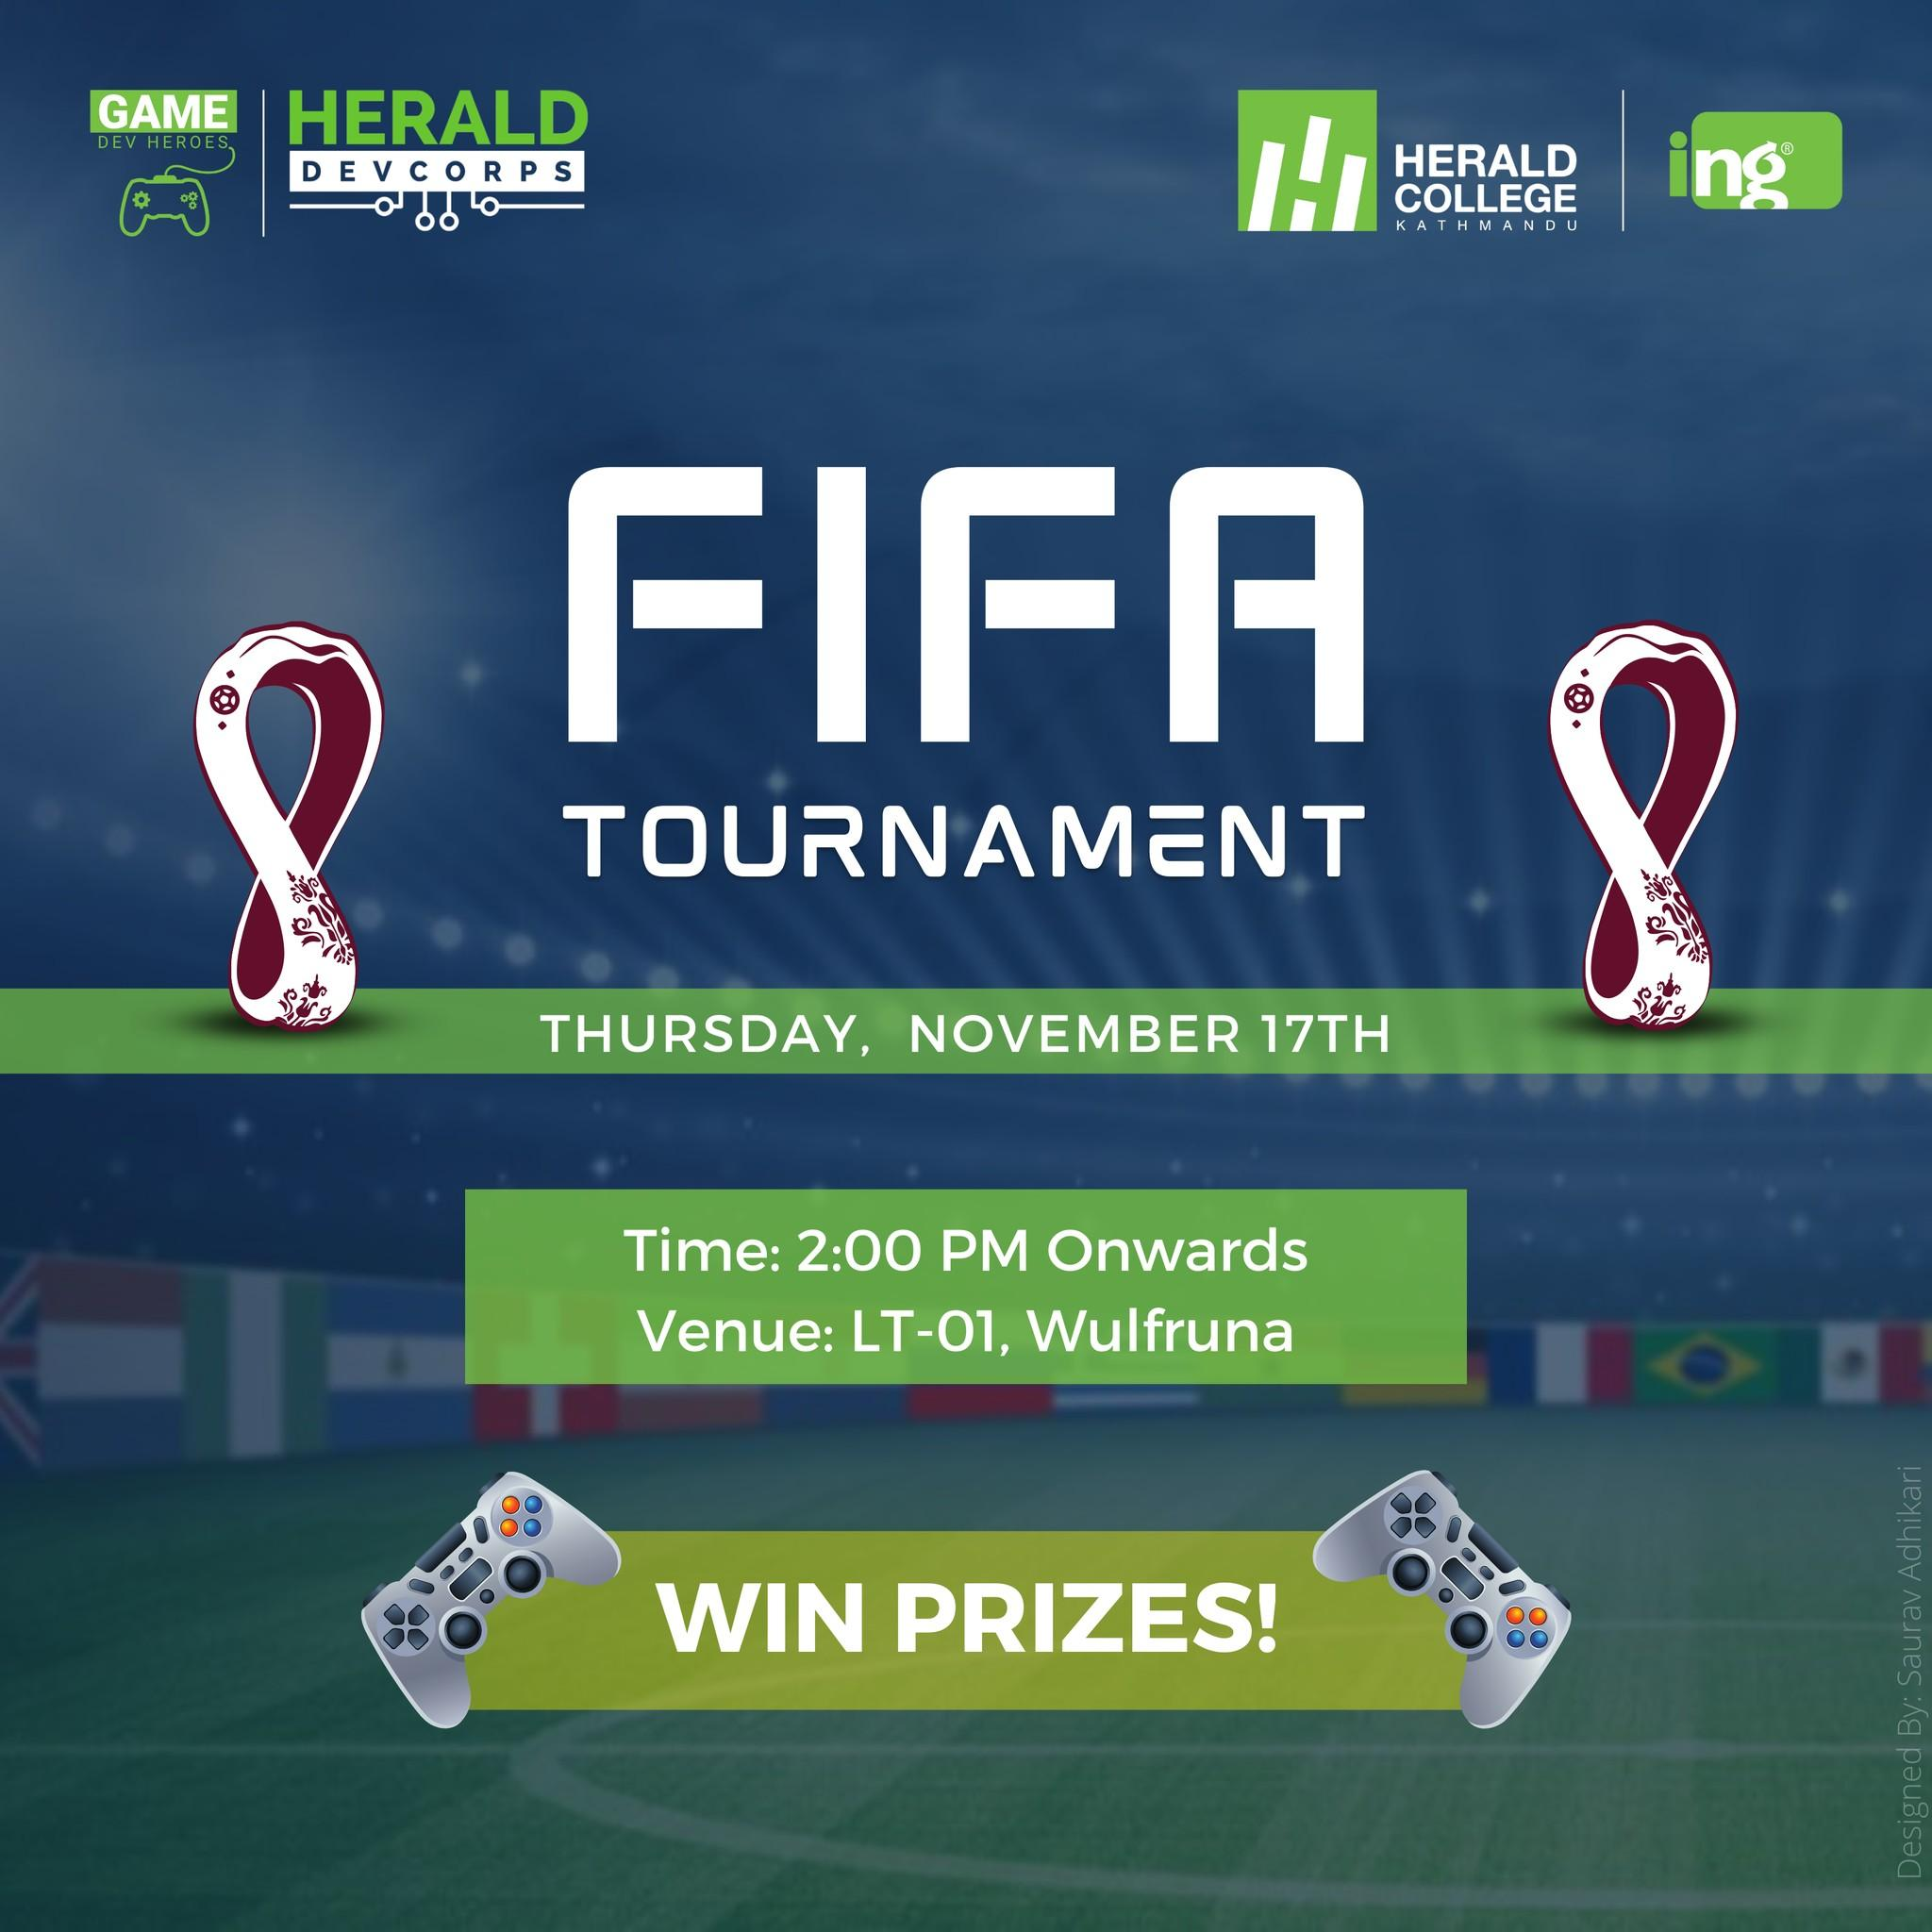 GAME
DEV HEROES
HERALD
DEVCORPS
HERALD
COLLEGE
KATHMANDU
ing®
FIFA
TOURNAMENT
THURSDAY, NOVEMBER 17TH
Time: 2:00 PM Onwards
Venue: LT-01, Wulfruna
WIN PRIZES!
Designed By: Saurav Adhikari